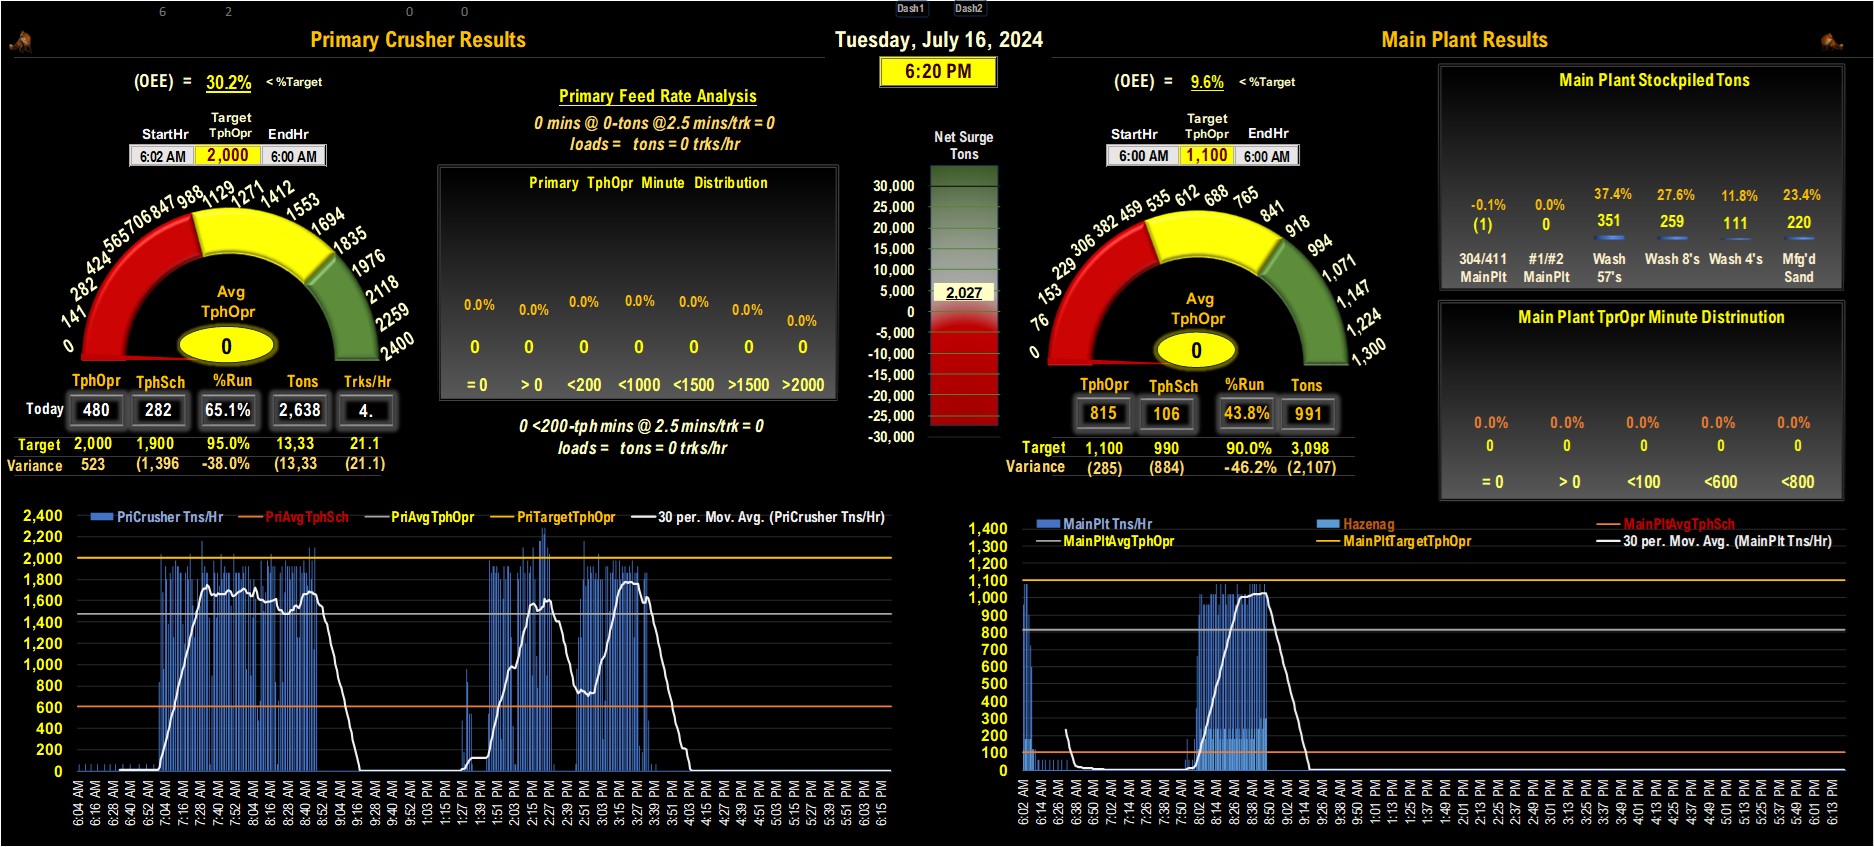 6 2 0 0 Dash1 Dash2
Primary Crusher Results
Tuesday, July 16, 2024
Main Plant Results
6:20 PM
(OEE) = 30.2% < %Target
StartHr
Target
TphOpr
EndHr
6:02 AM 2,000 6:00 AM
0 141 282 424 565 706 847 988 1129 1271 1412 1553 1694 1835 1976 2118 2259 2400
Avg
TphOpr
0
TphOpr TphSch %Run Tons Trks/Hr
Today 480 282 65.1% 2,638 4.
Target 2,000 1,900 95.0% 13,33 21.1
Variance 523 (1,396 -38.0% (13,33 (21.1)
Primary Feed Rate Analysis
0 mins @ 0-tons @2.5 mins/trk = 0
loads = tons = 0 trks/hr
Primary TphOpr Minute Distribution
0.0% 0.0% 0.0% 0.0% 0.0% 0.0% 0.0%
0 0 0 0 0 0 0
= 0 > 0 <200 <1000 <1500 >1500 >2000
0 <200-tph mins @ 2.5 mins/trk = 0
loads = tons = 0 trks/hr
Net Surge
Tons
30,000
25,000
20,000
15,000
10,000
5,000
2,027
0
-5,000
-10,000
-15,000
-20,000
-25,000
-30,000
(OEE) = 9.6% < %Target
StartHr
Target
TphOpr
EndHr
6:00 AM 1,100 6:00 AM
0 76 153 229 306 382 459 535 612 688 765 841 918 994 1,071 1,147 1,224 1,300
Avg
TphOpr
0
TphOpr TphSch %Run Tons
815 106 43.8% 991
Target 1,100 990 90.0% 3,098
Variance (285) (884) -46.2% (2,107)
Main Plant Stockpiled Tons
-0.1% 0.0% 37.4% 27.6% 11.8% 23.4%
(1) 0 351 259 111 220
304/411 #1/#2 Wash Wash 8's Wash 4's Mfg'd
MainPlt MainPlt 57's Sand
Main Plant TprOpr Minute Distrinution
0.0% 0.0% 0.0% 0.0% 0.0%
0 0 0 0 0
= 0 > 0 <100 <600 <800
PriCrusher Tns/Hr PriAvgTphSch PriAvgTphOpr PriTargetTphOpr 30 per. Mov. Avg. (PriCrusher Tns/Hr)
2,400
2,200
2,000
1,800
1,600
1,400
1,200
1,000
800
600
400
200
0
6:04 AM 6:16 AM 6:28 AM 6:40 AM 6:52 AM 7:04 AM 7:16 AM 7:28 AM 7:40 AM 7:52 AM 8:04 AM 8:16 AM 8:28 AM 8:40 AM 8:52 AM 9:04 AM 9:16 AM 9:28 AM 9:40 AM 9:52 AM 1:03 PM 1:15 PM 1:27 PM 1:39 PM 1:51 PM 2:03 PM 2:15 PM 2:27 PM 2:39 PM 2:51 PM 3:03 PM 3:15 PM 3:27 PM 3:39 PM 3:51 PM 4:03 PM 4:15 PM 4:27 PM 4:39 PM 4:51 PM 5:03 PM 5:15 PM 5:27 PM 5:39 PM 5:51 PM 6:03 PM 6:15 PM
MainPlt Tns/Hr Hazenag MainPltAvgTphSch
MainPltAvgTphOpr MainPltTargetTphOpr 30 per. Mov. Avg. (MainPlt Tns/Hr)
1,400
1,300
1,200
1,100
1,000
900
800
700
600
500
400
300
200
100
0
6:02 AM 6:14 AM 6:26 AM 6:38 AM 6:50 AM 7:02 AM 7:14 AM 7:26 AM 7:38 AM 7:50 AM 8:02 AM 8:14 AM 8:26 AM 8:38 AM 8:50 AM 9:02 AM 9:14 AM 9:26 AM 9:38 AM 9:50 AM 1:01 PM 1:13 PM 1:25 PM 1:37 PM 1:49 PM 2:01 PM 2:13 PM 2:25 PM 2:37 PM 2:49 PM 3:01 PM 3:13 PM 3:25 PM 3:37 PM 3:49 PM 4:01 PM 4:13 PM 4:25 PM 4:37 PM 4:49 PM 5:01 PM 5:13 PM 5:25 PM 5:37 PM 5:49 PM 6:01 PM 6:13 PM